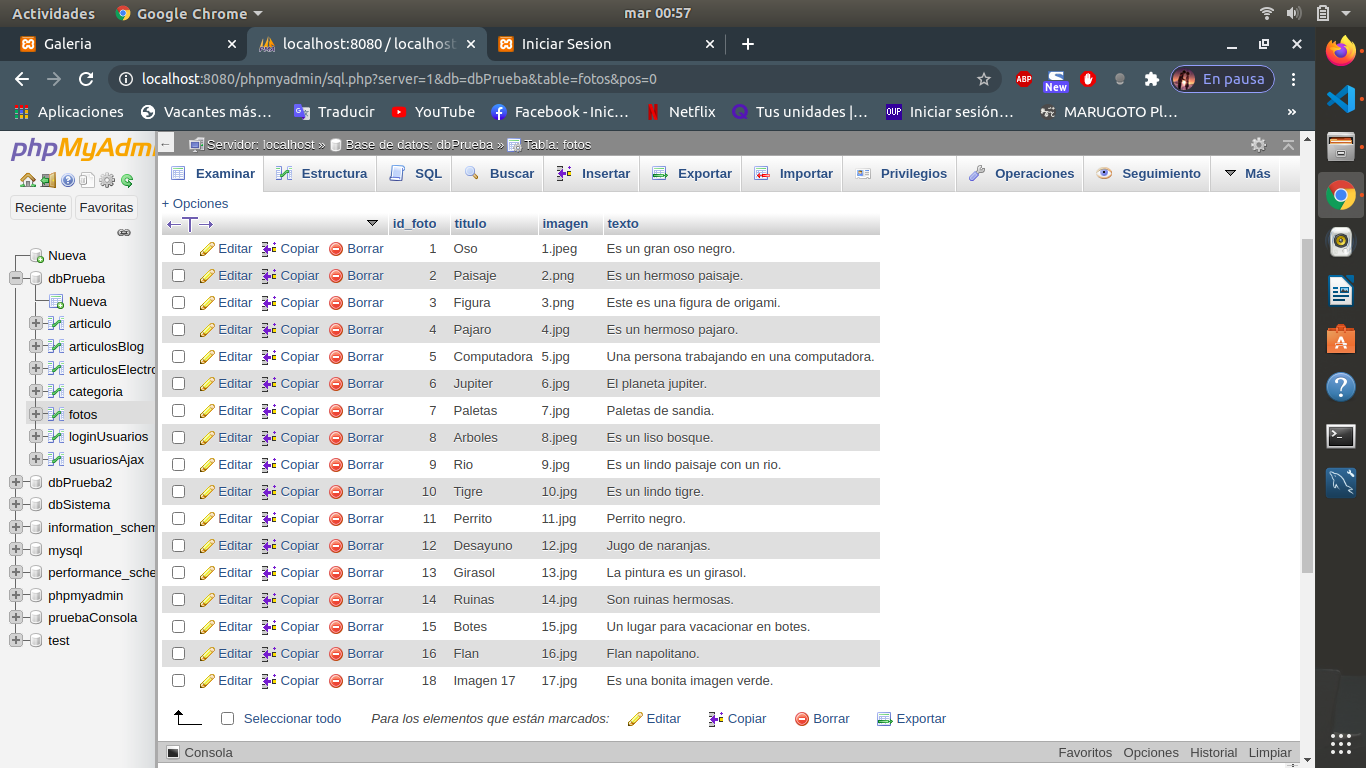 Actividades Google Chrome mar 00:57
Galeria localhost:8080 / localhost Iniciar Sesion
localhost:8080/phpmyadmin/sql.php?server=1&db=dbPrueba&table=fotos&pos=0 ABP New En pausa
Aplicaciones Vacantes más… Traducir YouTube Facebook - Inic… Netflix Tus unidades |… OUP Iniciar sesión… MARUGOTO Pl… »
phpMyAdmi
Reciente Favoritas
Nueva
dbPrueba
Nueva
articulo
articulosBlog
articulosElectro
categoria
fotos
loginUsuarios
usuariosAjax
dbPrueba2
dbSistema
information_schem
mysql
performance_sche
phpmyadmin
pruebaConsola
test
Servidor: localhost » Base de datos: dbPrueba » Tabla: fotos
Examinar Estructura SQL Buscar Insertar Exportar Importar Privilegios Operaciones Seguimiento Más
+ Opciones
←T→ id_foto titulo imagen texto
Editar Copiar Borrar 1 Oso 1.jpeg Es un gran oso negro.
Editar Copiar Borrar 2 Paisaje 2.png Es un hermoso paisaje.
Editar Copiar Borrar 3 Figura 3.png Este es una figura de origami.
Editar Copiar Borrar 4 Pajaro 4.jpg Es un hermoso pajaro.
Editar Copiar Borrar 5 Computadora 5.jpg Una persona trabajando en una computadora.
Editar Copiar Borrar 6 Jupiter 6.jpg El planeta jupiter.
Editar Copiar Borrar 7 Paletas 7.jpg Paletas de sandia.
Editar Copiar Borrar 8 Arboles 8.jpeg Es un liso bosque.
Editar Copiar Borrar 9 Rio 9.jpg Es un lindo paisaje con un rio.
Editar Copiar Borrar 10 Tigre 10.jpg Es un lindo tigre.
Editar Copiar Borrar 11 Perrito 11.jpg Perrito negro.
Editar Copiar Borrar 12 Desayuno 12.jpg Jugo de naranjas.
Editar Copiar Borrar 13 Girasol 13.jpg La pintura es un girasol.
Editar Copiar Borrar 14 Ruinas 14.jpg Son ruinas hermosas.
Editar Copiar Borrar 15 Botes 15.jpg Un lugar para vacacionar en botes.
Editar Copiar Borrar 16 Flan 16.jpg Flan napolitano.
Editar Copiar Borrar 18 Imagen 17 17.jpg Es una bonita imagen verde.
Seleccionar todo Para los elementos que están marcados: Editar Copiar Borrar Exportar
Consola Favoritos Opciones Historial Limpiar